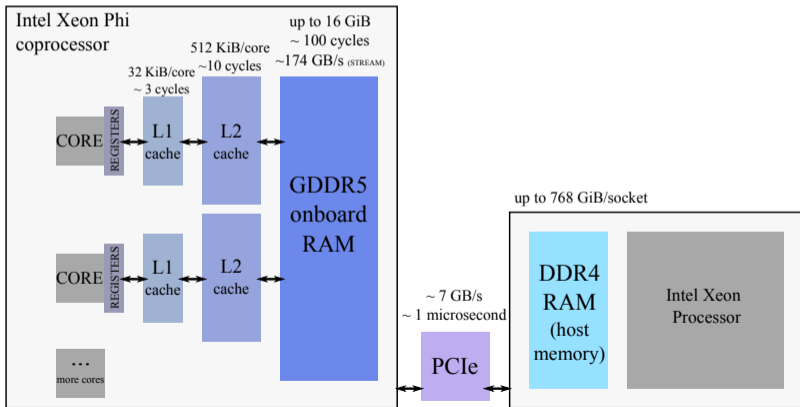 Intel Xeon Phi
coprocessor
up to 16 GiB
~ 100 cycles
~174 GB/s (STREAM)
512 KiB/core
~10 cycles
32 KiB/core
~ 3 cycles
CORE
REGISTERS
L1
cache
L2
cache
GDDR5
onboard
RAM
CORE
REGISTERS
L1
cache
L2
cache
...
more cores
~ 7 GB/s
~ 1 microsecond
PCIe
up to 768 GiB/socket
DDR4
RAM
(host
memory)
Intel Xeon
Processor